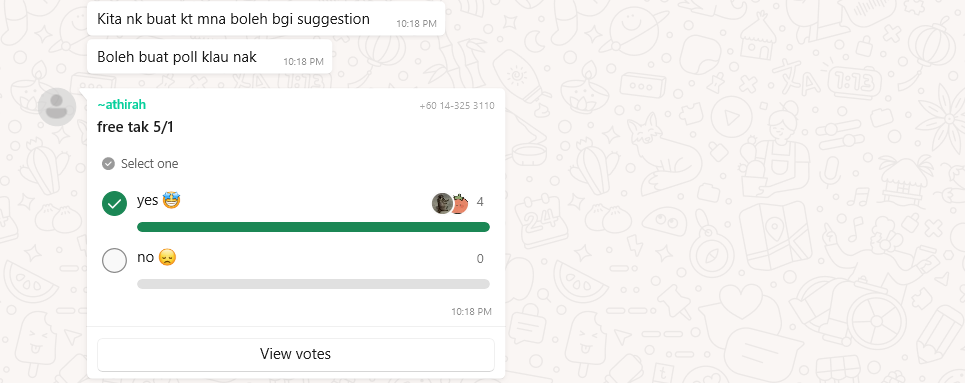 Kita nk buat kt mna boleh bgi suggestion
10:18 PM
Boleh buat poll klau nak
10:18 PM
~athirah +60 14-325 3110
free tak 5/1
Select one
yes 🤩 4
no 😞 0
10:18 PM
View votes